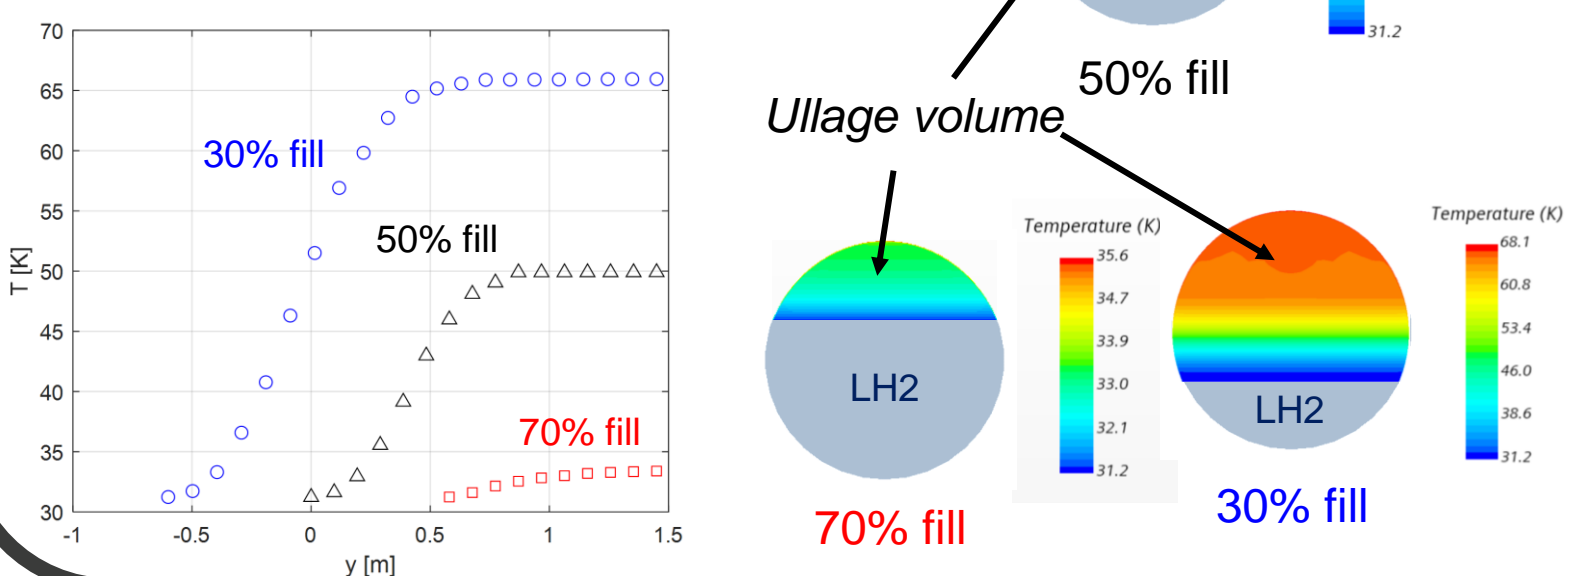 70
65
60
55
50
45
40
35
30
T [K]
-1
-0.5
0
0.5
1
1.5
y [m]
30% fill
50% fill
70% fill
31.2
50% fill
Ullage volume
LH2
70% fill
Temperature (K)
35.6
34.7
33.9
33.0
32.1
31.2
LH2
30% fill
Temperature (K)
68.1
60.8
53.4
46.0
38.6
31.2